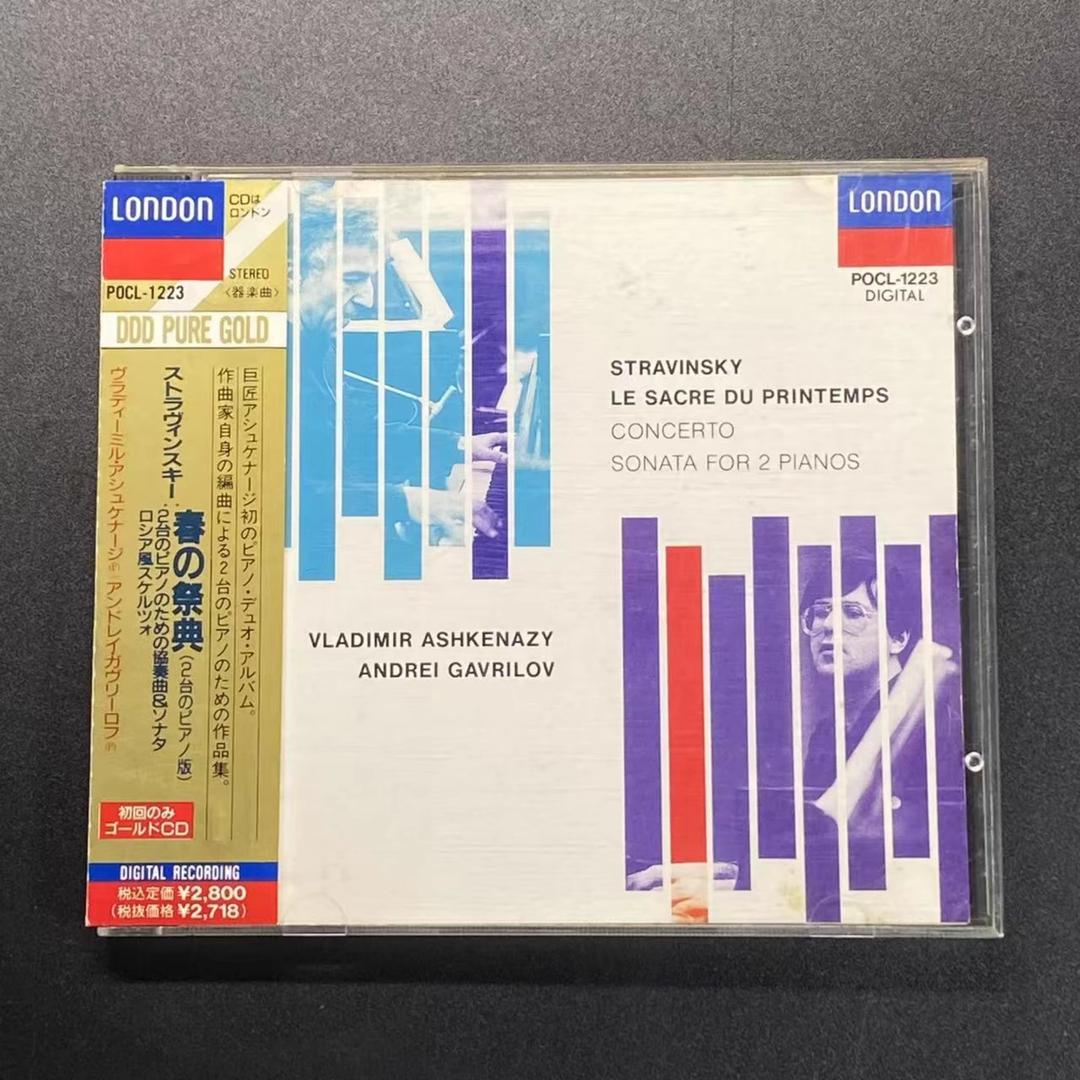 LONDON
CDは
ロンドン
STEREO
POCL-1223
〈器楽曲〉
DDD PURE GOLD
巨匠アシュケナージ初のピアノ・デュオ・アルバム。
作曲家自身の編曲による2台のピアノのための作品集。
ストラヴィンスキー:春の祭典(2台のピアノ版)
2台のピアノのための協奏曲&ソナタ
ロシア風スケルツォ
ヴラディーミル・アシュケナージ(P) アンドレイ・ガヴリーロフ(P)
初回のみ
ゴールドCD
DIGITAL RECORDING
税込定価 ¥2,800
(税抜価格 ¥2,718)
LONDON
POCL-1223
DIGITAL
STRAVINSKY
LE SACRE DU PRINTEMPS
CONCERTO
SONATA FOR 2 PIANOS
VLADIMIR ASHKENAZY
ANDREI GAVRILOV